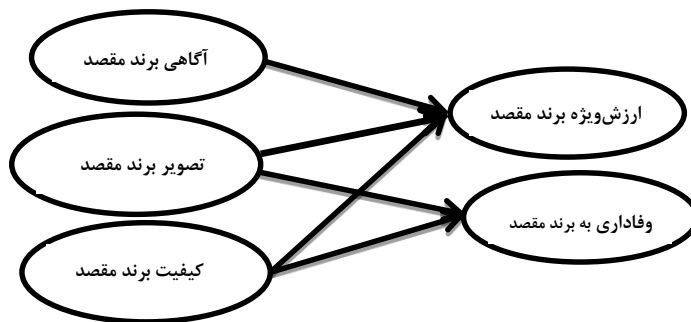 آگاهی برند مقصد
ارزش‌ویژه برند مقصد
تصویر برند مقصد
وفاداری به برند مقصد
کیفیت برند مقصد